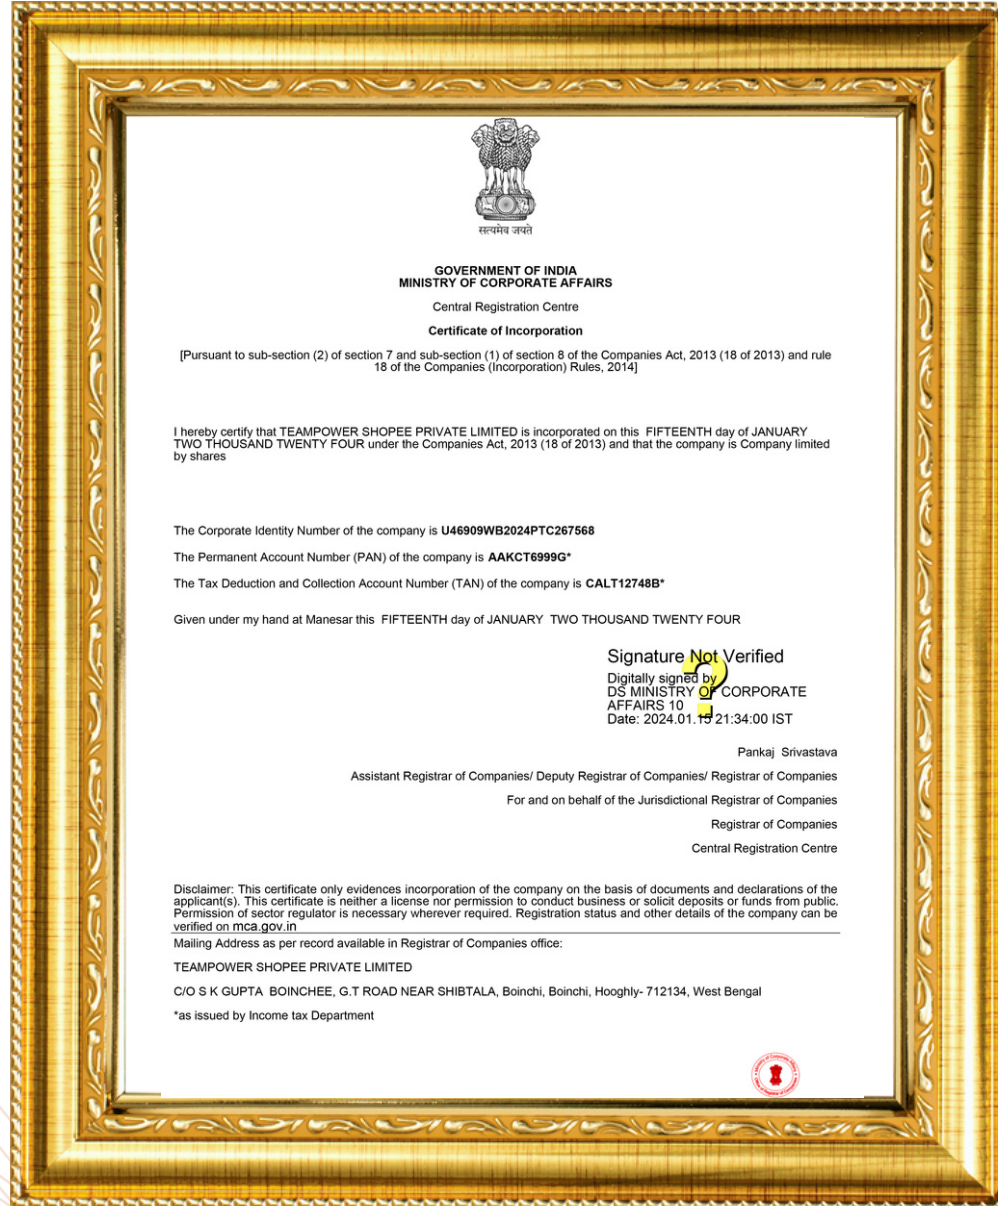 सत्यमेव जयते
GOVERNMENT OF INDIA
MINISTRY OF CORPORATE AFFAIRS
Central Registration Centre
Certificate of Incorporation
[Pursuant to sub-section (2) of section 7 and sub-section (1) of section 8 of the Companies Act, 2013 (18 of 2013) and rule
18 of the Companies (Incorporation) Rules, 2014]
I hereby certify that TEAMPOWER SHOPEE PRIVATE LIMITED is incorporated on this FIFTEENTH day of JANUARY
TWO THOUSAND TWENTY FOUR under the Companies Act, 2013 (18 of 2013) and that the company is Company limited
by shares
The Corporate Identity Number of the company is U46909WB2024PTC267568
The Permanent Account Number (PAN) of the company is AAKCT6999G*
The Tax Deduction and Collection Account Number (TAN) of the company is CALT12748B*
Given under my hand at Manesar this FIFTEENTH day of JANUARY TWO THOUSAND TWENTY FOUR
Signature Not Verified
Digitally signed by
DS MINISTRY OF CORPORATE
AFFAIRS 10
Date: 2024.01.15 21:34:00 IST
?
Pankaj Srivastava
Assistant Registrar of Companies/ Deputy Registrar of Companies/ Registrar of Companies
For and on behalf of the Jurisdictional Registrar of Companies
Registrar of Companies
Central Registration Centre
Disclaimer: This certificate only evidences incorporation of the company on the basis of documents and declarations of the
applicant(s). This certificate is neither a license nor permission to conduct business or solicit deposits or funds from public.
Permission of sector regulator is necessary wherever required. Registration status and other details of the company can be
verified on mca.gov.in
Mailing Address as per record available in Registrar of Companies office:
TEAMPOWER SHOPEE PRIVATE LIMITED
C/O S K GUPTA BOINCHEE, G.T ROAD NEAR SHIBTALA, Boinchi, Boinchi, Hooghly- 712134, West Bengal
*as issued by Income tax Department